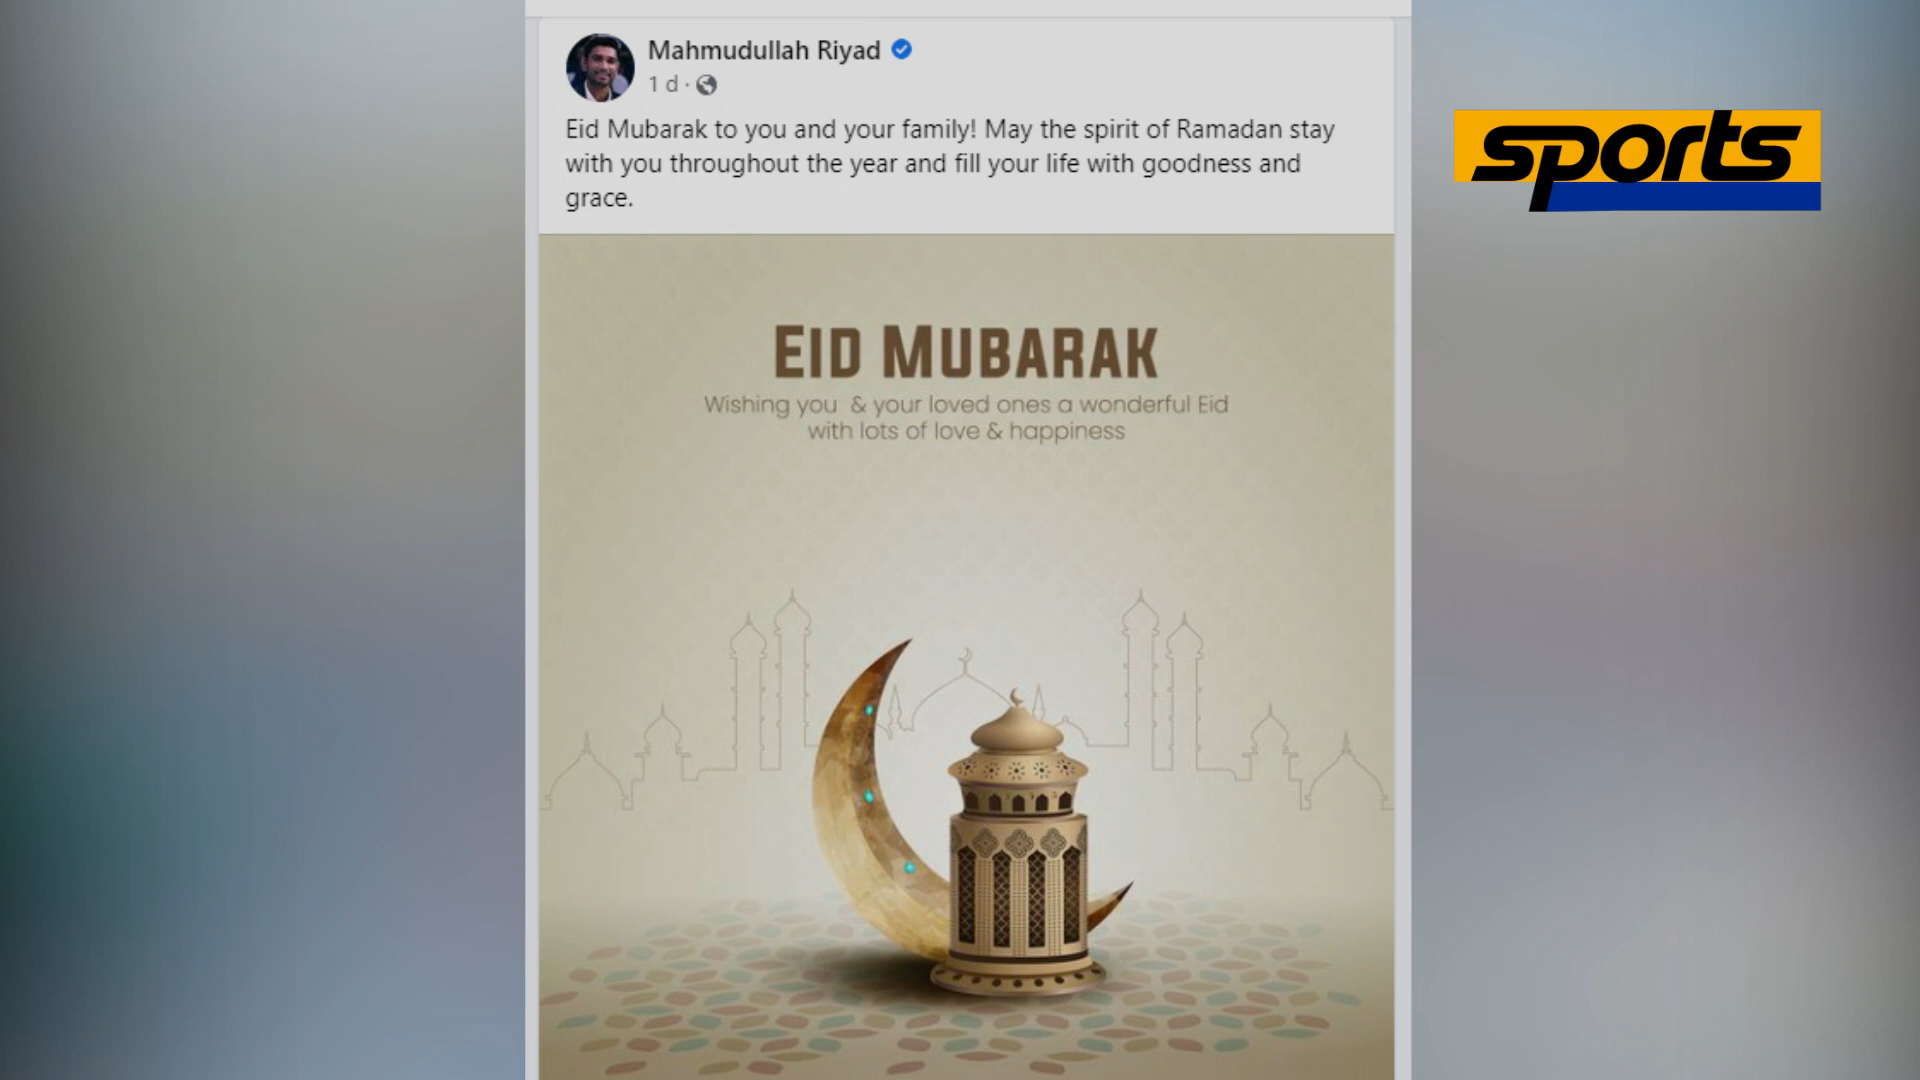 Mahmudullah Riyad
1 d ·
Eid Mubarak to you and your family! May the spirit of Ramadan stay
with you throughout the year and fill your life with goodness and
grace.
sports
EID MUBARAK
Wishing you & your loved ones a wonderful Eid
with lots of love & happiness